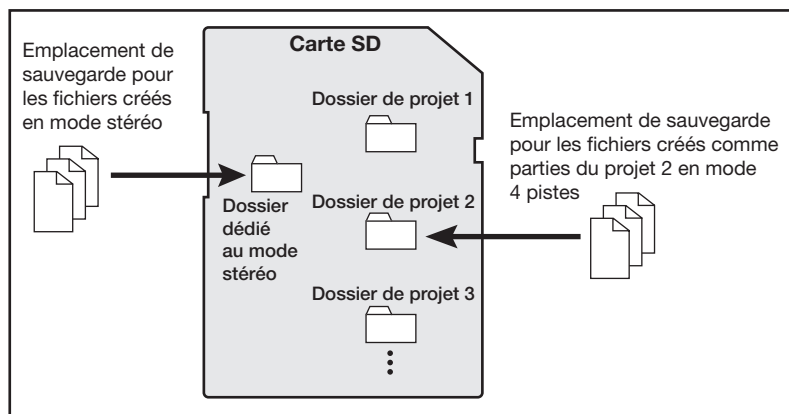 Carte SD
Emplacement de
sauvegarde pour
les fichiers créés
en mode stéréo
Dossier de projet 1
Emplacement de sauvegarde
pour les fichiers créés comme
parties du projet 2 en mode
4 pistes
Dossier
dédié
au mode
stéréo
Dossier de projet 2
Dossier de projet 3